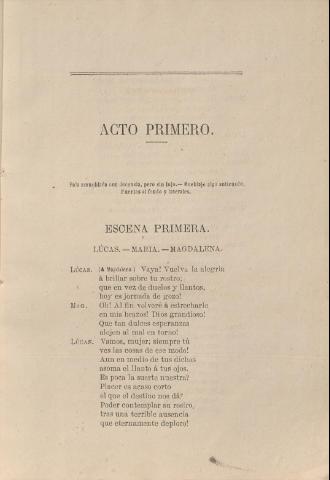 ACTO PRIMERO.
Sala amueblada con decencia, pero sin lujo.— Mueblaje algo anticuado.
Puertas al fondo y laterales.
ESCENA PRIMERA.
LÚCAS. — MARIA. — MAGDALENA.
LÚCAS. (A Magdalena.) Vaya! Vuelva la alegria
á brillar sobre tu rostro;
que en vez de duelos y llantos,
hoy es jornada de gozo!
MAG. Oh! Al fin volveré á estrecharle
en mis brazos! Dios grandioso!
Que tan dulces esperanzas
alejen al mal en torno!
LÚCAS. Vamos, mujer; siempre tú
ves las cosas de ese modo!
Aun en medio de tus dichas
asoma el llanto á tus ojos.
Es poca la suerte nuestra?
Placer es acaso corto
el que el destino nos dá?
Poder contemplar su rostro,
tras una terrible ausencia
que eternamente deploro!